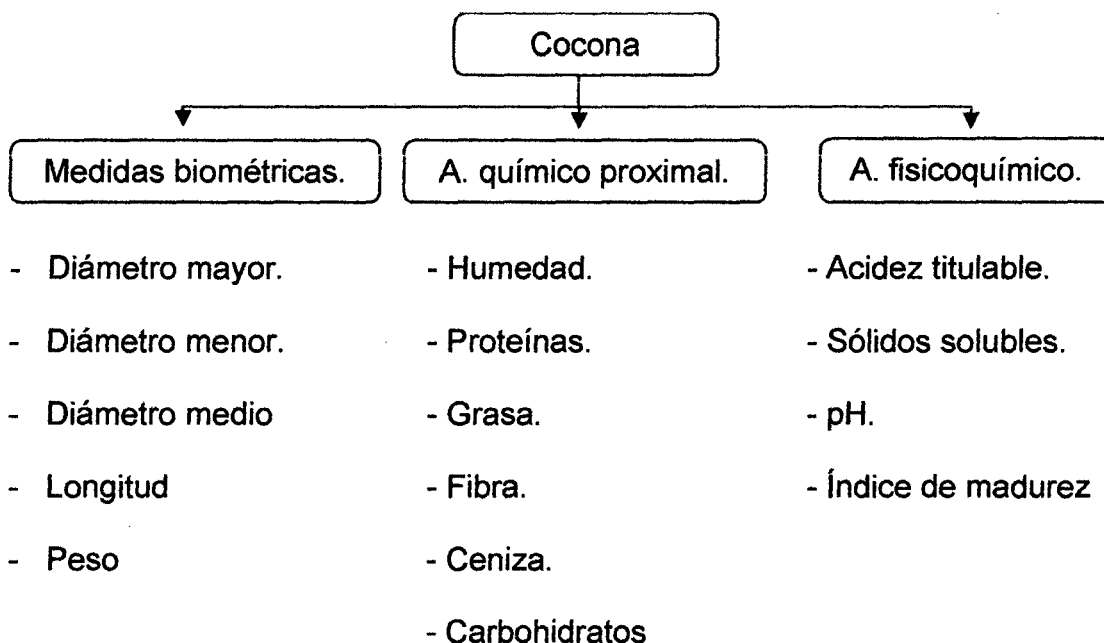 Cocona
Medidas biométricas.
- Diámetro mayor.
- Diámetro menor.
- Diámetro medio
- Longitud
- Peso
A. químico proximal.
- Humedad.
- Proteínas.
- Grasa.
- Fibra.
- Ceniza.
- Carbohidratos
A. fisicoquímico.
- Acidez titulable.
- Sólidos solubles.
- pH.
- Índice de madurez